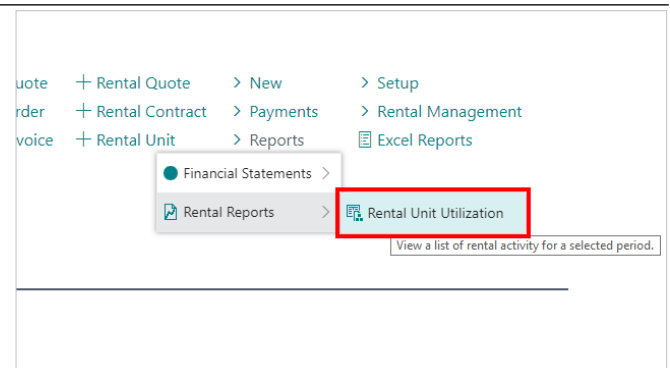 uote + Rental Quote > New > Setup
rder + Rental Contract > Payments > Rental Management
voice + Rental Unit > Reports Excel Reports
Financial Statements >
Rental Reports > Rental Unit Utilization
View a list of rental activity for a selected period.